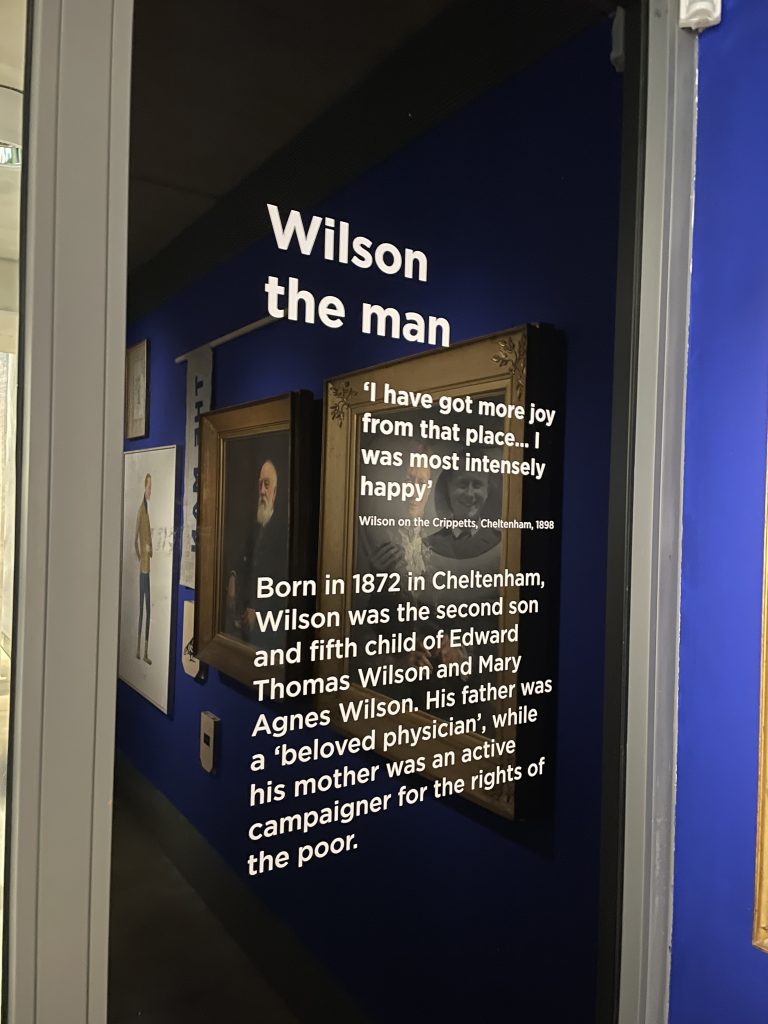 Wilson
the man
‘I have got more joy
from that place... I
was most intensely
happy’
Wilson on the Crippetts, Cheltenham, 1898
Born in 1872 in Cheltenham,
Wilson was the second son
and fifth child of Edward
Thomas Wilson and Mary
Agnes Wilson. His father was
a ‘beloved physician’, while
his mother was an active
campaigner for the rights of
the poor.